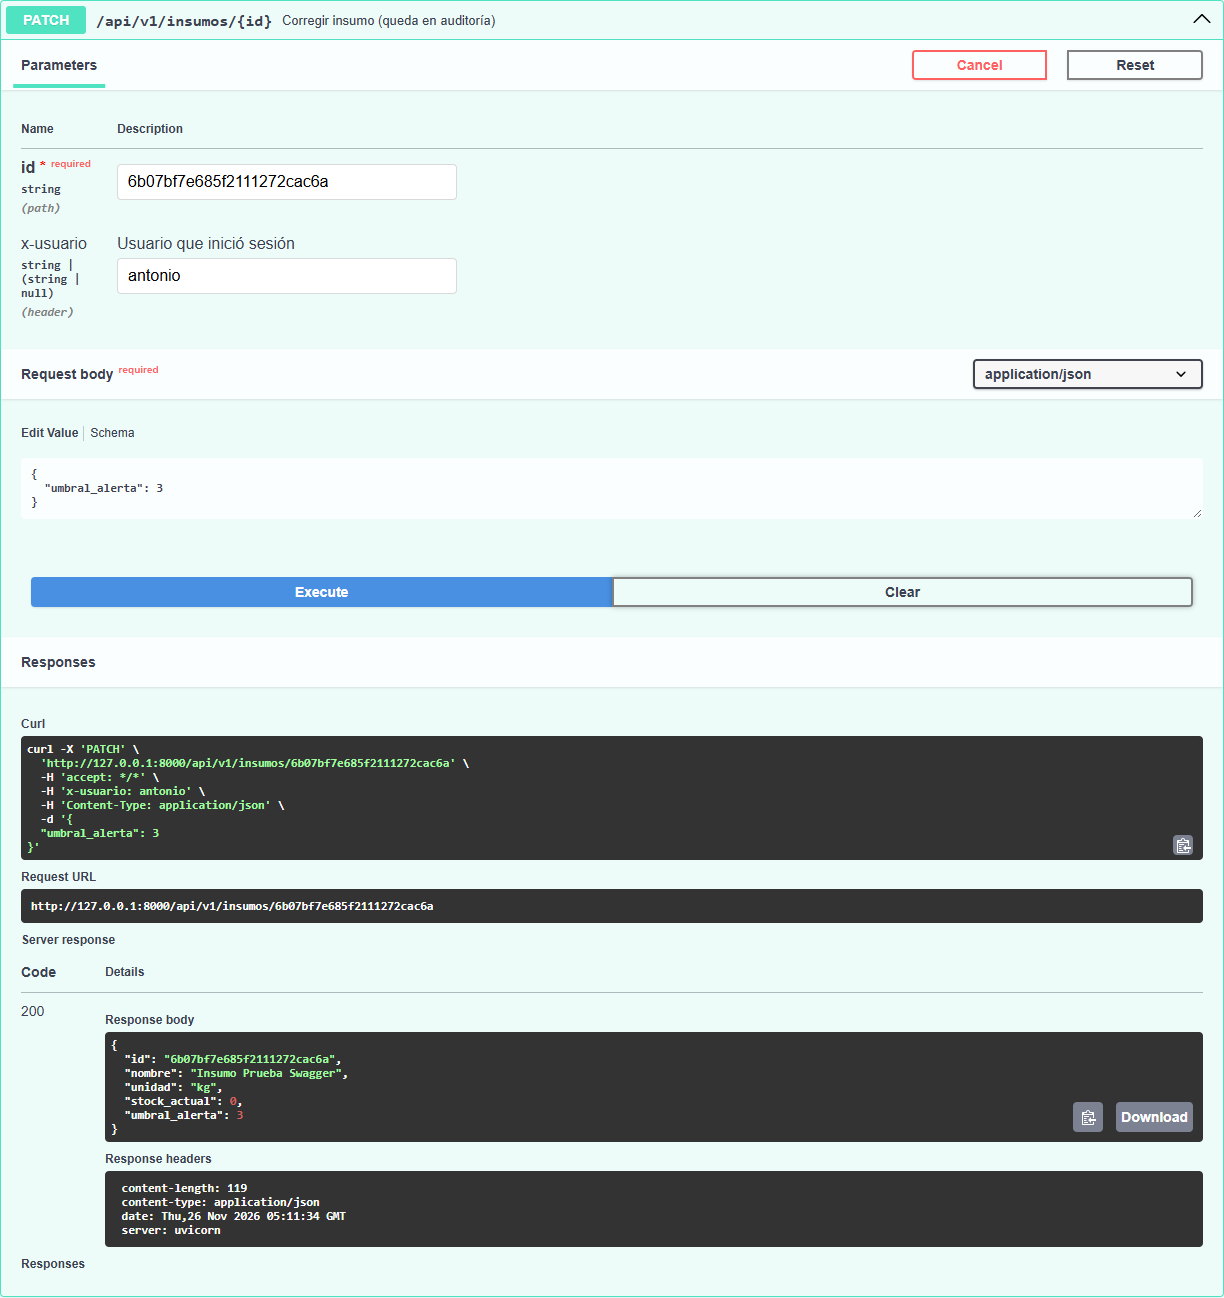 PATCH /api/v1/insumos/{id} Corregir insumo (queda en auditoría)
Parameters
Cancel
Reset
Name Description
id * required
string
(path)
6b07bf7e685f2111272cac6a
x-usuario
string |
(string |
null)
(header)
Usuario que inició sesión
antonio
Request body required
application/json
Edit Value Schema
{
"umbral_alerta": 3
}
Execute
Clear
Responses
Curl
curl -X 'PATCH' \
'http://127.0.0.1:8000/api/v1/insumos/6b07bf7e685f2111272cac6a' \
-H 'accept: */*' \
-H 'x-usuario: antonio' \
-H 'Content-Type: application/json' \
-d '{
"umbral_alerta": 3
}'
Request URL
http://127.0.0.1:8000/api/v1/insumos/6b07bf7e685f2111272cac6a
Server response
Code Details
200
Response body
{
"id": "6b07bf7e685f2111272cac6a",
"nombre": "Insumo Prueba Swagger",
"unidad": "kg",
"stock_actual": 0,
"umbral_alerta": 3
}
Download
Response headers
content-length: 119
content-type: application/json
date: Thu,26 Nov 2026 05:11:34 GMT
server: uvicorn
Responses